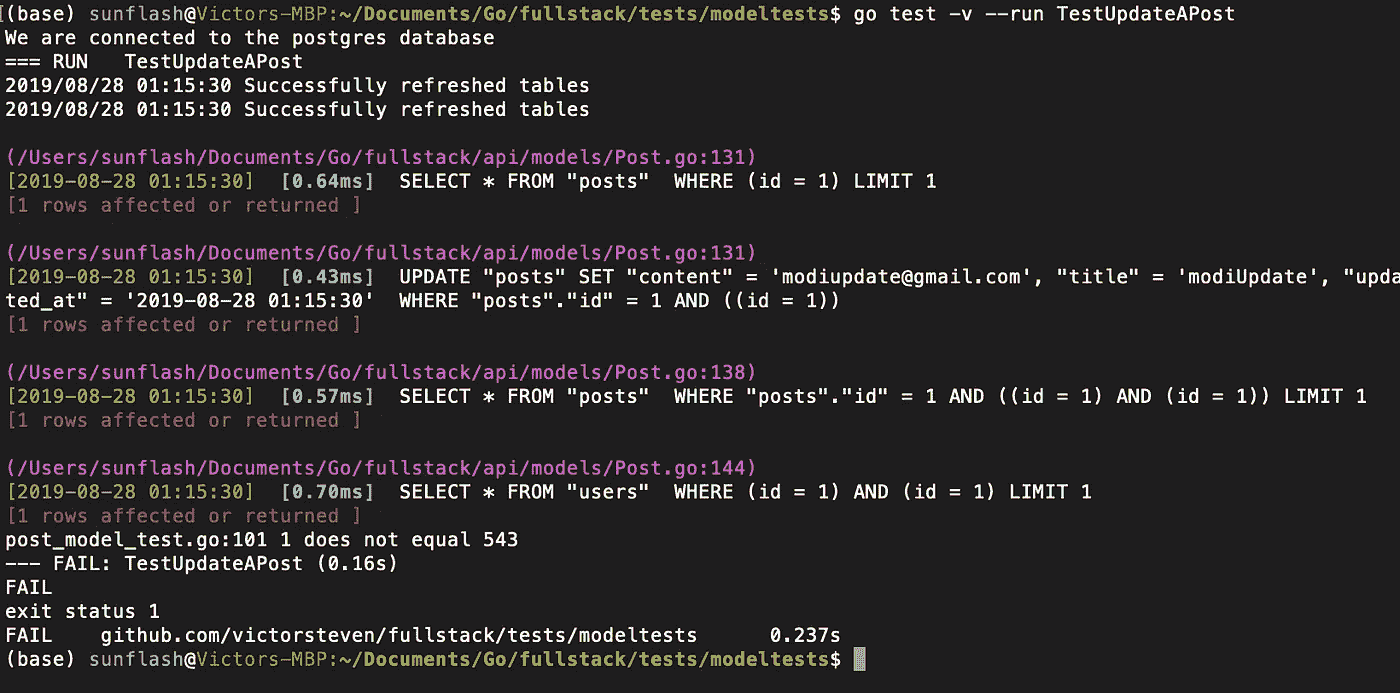 (base) sunflash@Victors-MBP:~/Documents/Go/fullstack/tests/modeltests$ go test -v --run TestUpdateAPost
We are connected to the postgres database
=== RUN   TestUpdateAPost
2019/08/28 01:15:30 Successfully refreshed tables
2019/08/28 01:15:30 Successfully refreshed tables
(/Users/sunflash/Documents/Go/fullstack/api/models/Post.go:131)
[2019-08-28 01:15:30]  [0.64ms]  SELECT * FROM "posts"  WHERE (id = 1) LIMIT 1
[1 rows affected or returned ]
(/Users/sunflash/Documents/Go/fullstack/api/models/Post.go:131)
[2019-08-28 01:15:30]  [0.43ms]  UPDATE "posts" SET "content" = 'modiupdate@gmail.com', "title" = 'modiUpdate', "upda
ted_at" = '2019-08-28 01:15:30'  WHERE "posts"."id" = 1 AND ((id = 1))
[1 rows affected or returned ]
(/Users/sunflash/Documents/Go/fullstack/api/models/Post.go:138)
[2019-08-28 01:15:30]  [0.57ms]  SELECT * FROM "posts"  WHERE "posts"."id" = 1 AND ((id = 1) AND (id = 1)) LIMIT 1
[1 rows affected or returned ]
(/Users/sunflash/Documents/Go/fullstack/api/models/Post.go:144)
[2019-08-28 01:15:30]  [0.70ms]  SELECT * FROM "users"  WHERE (id = 1) AND (id = 1) LIMIT 1
[1 rows affected or returned ]
post_model_test.go:101 1 does not equal 543
--- FAIL: TestUpdateAPost (0.16s)
FAIL
exit status 1
FAIL    github.com/victorsteven/fullstack/tests/modeltests      0.237s
(base) sunflash@Victors-MBP:~/Documents/Go/fullstack/tests/modeltests$